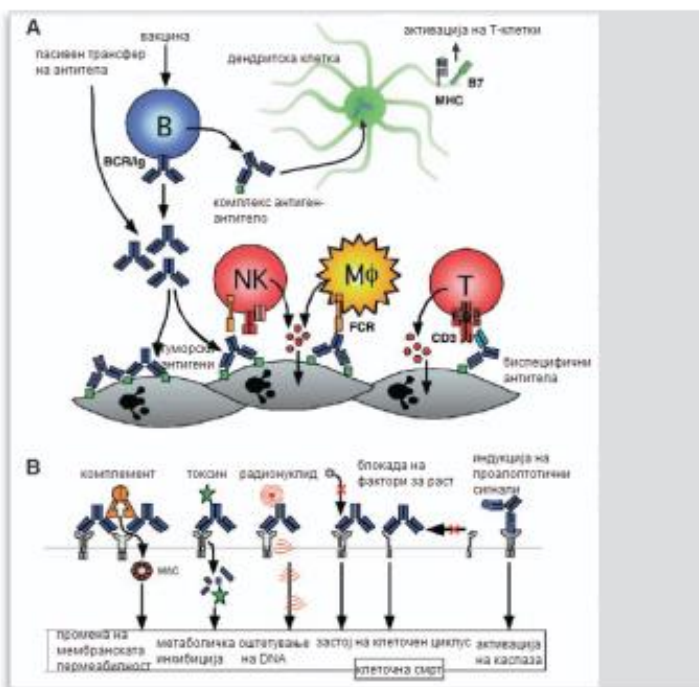 A
вакцина
пасивен трансфер
на антитела
дендритска клетка
активација на Т-клетки
B7
MHC
B
BCR/Ig
комплекс антиген-
антитело
NK
Мф
T
FCR
CD3
туморски
антигени
биспецифични
антитела
B
комплемент
токсин
радионуклид
блокада на
фактори за раст
индукција на
проапоптотични
сигнали
MAC
промена на
мембранската
пермеабилност
метаболичка
инхибиција
оштетување
на DNA
застој на клеточен циклус
активација
на каспаза
клеточна смрт